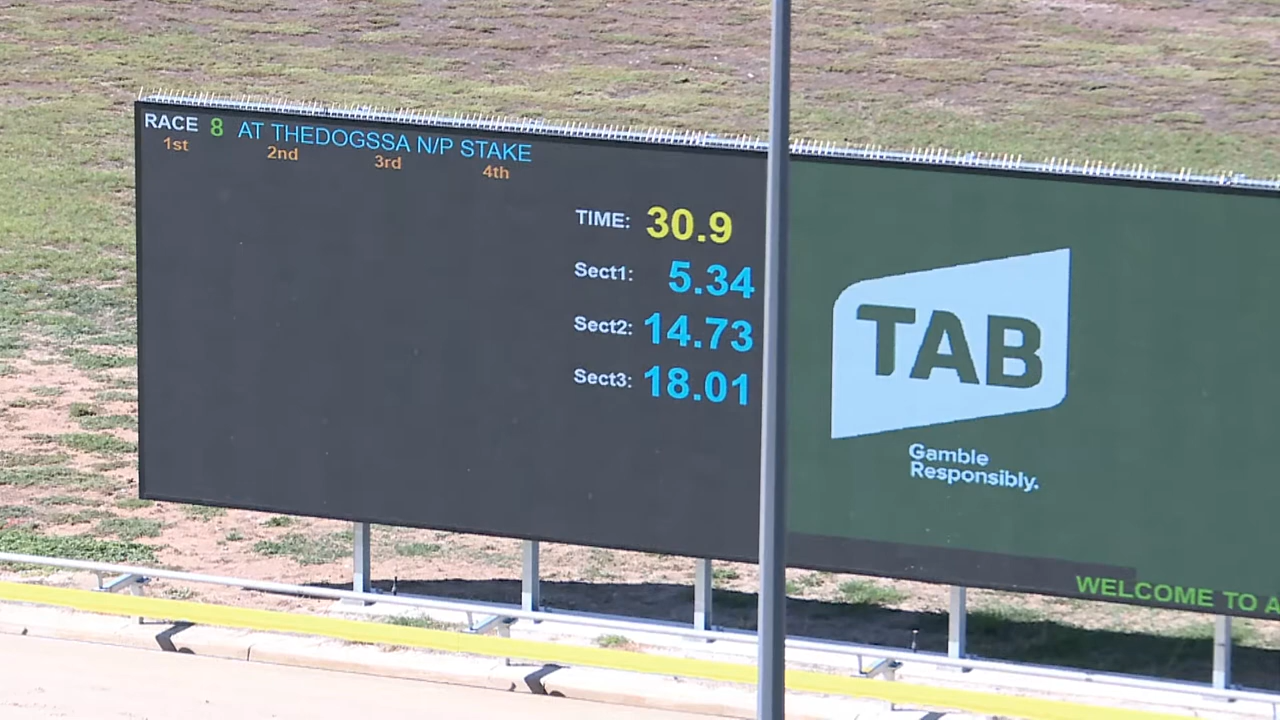 RACE 8 AT THEDOGSSA N/P STAKE
1st 2nd 3rd 4th
TIME: 30.9
Sect1: 5.34
Sect2: 14.73
Sect3: 18.01
TAB
Gamble
Responsibly.
WELCOME TO A